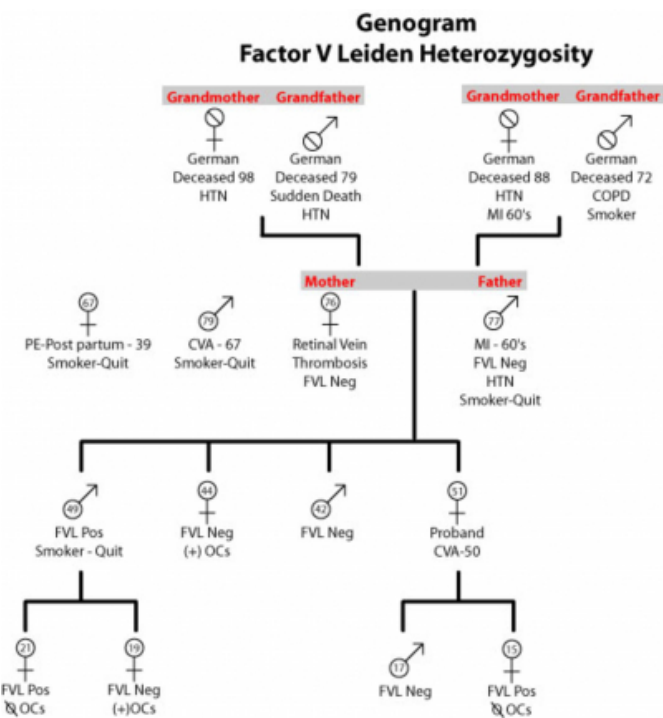 Genogram
Factor V Leiden Heterozygosity
Grandmother Grandfather
Grandmother Grandfather
German
Deceased 98
HTN
German
Deceased 79
Sudden Death
HTN
German
Deceased 88
HTN
MI 60's
German
Deceased 72
COPD
Smoker
Mother Father
67
PE-Post partum - 39
Smoker-Quit
79
CVA - 67
Smoker-Quit
76
Retinal Vein
Thrombosis
FVL Neg
77
MI - 60's
FVL Neg
HTN
Smoker-Quit
49
FVL Pos
Smoker - Quit
44
FVL Neg
(+) OCs
42
FVL Neg
51
Proband
CVA-50
21
FVL Pos
OCs
19
FVL Neg
(+)OCs
17
FVL Neg
15
FVL Pos
OCs